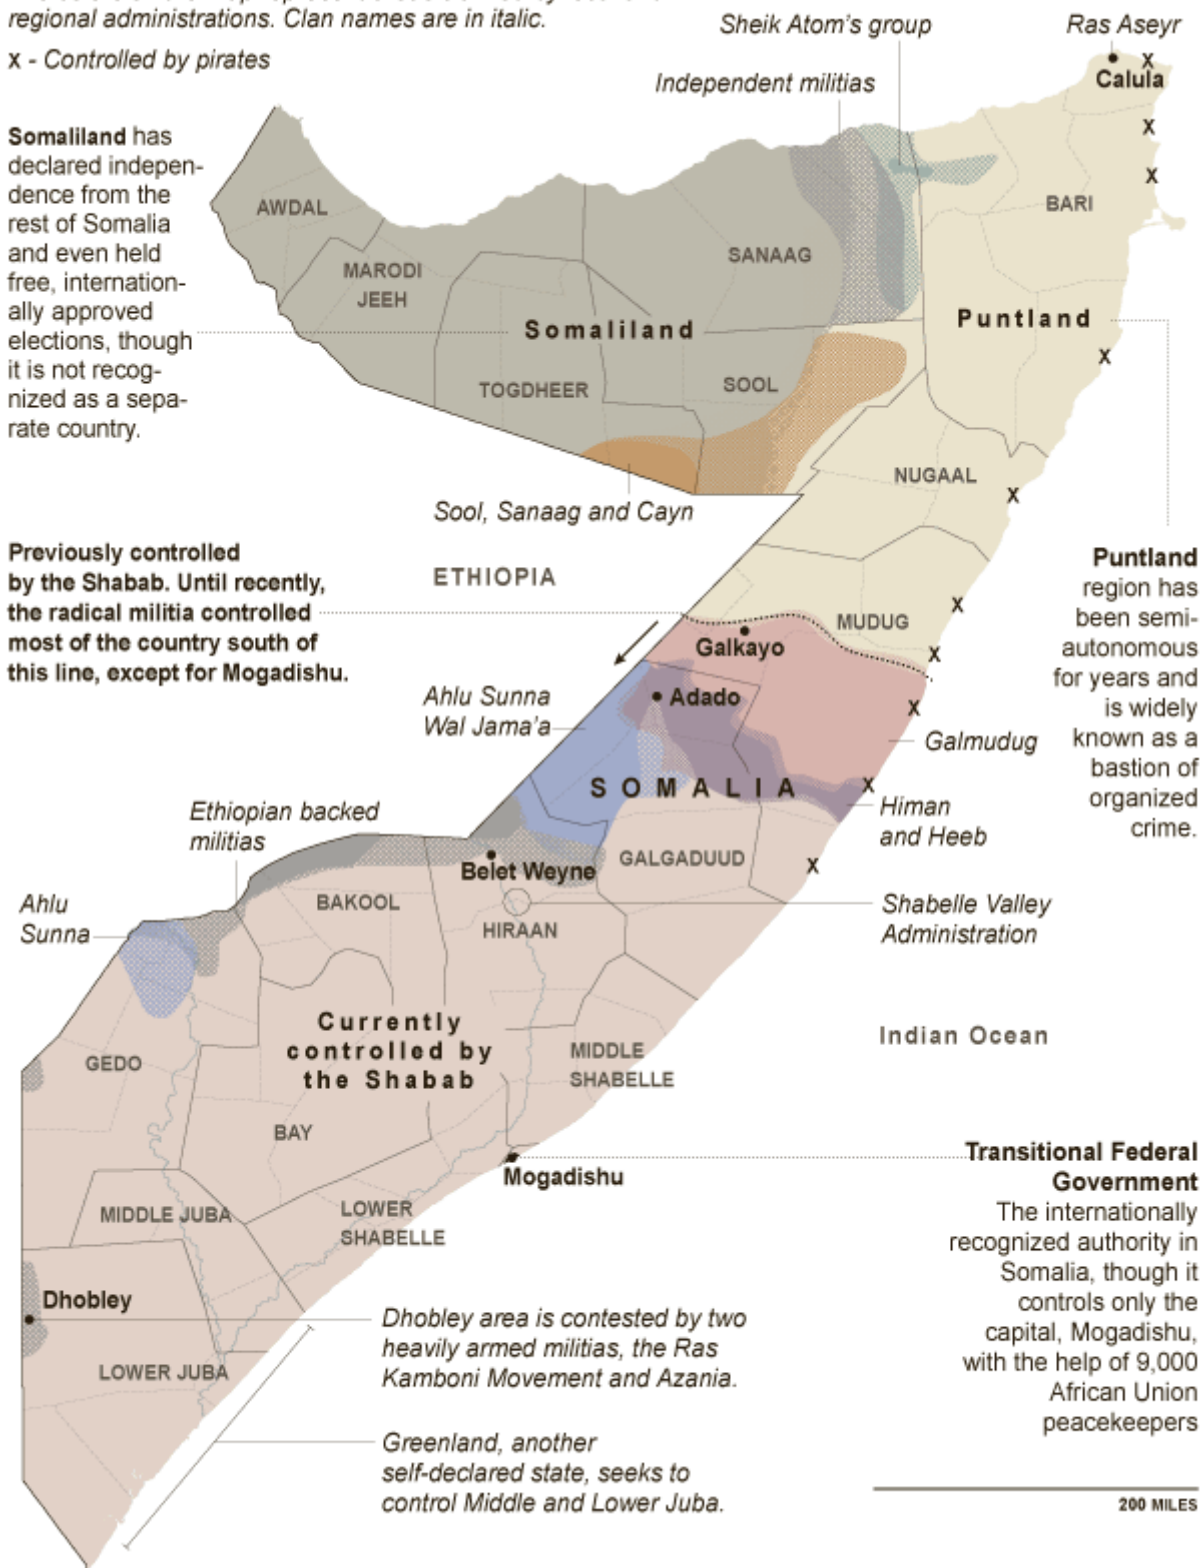 regional administrations. Clan names are in italic.
x - Controlled by pirates
Sheik Atom's group
Ras Aseyr
Independent militias
x
Calula
x
x
Somaliland has
declared indepen-
dence from the
rest of Somalia
and even held
free, internation-
ally approved
elections, though
it is not recog-
nized as a sepa-
rate country.
AWDAL
MARODI
JEEH
SANAAG
BARI
Somaliland
Puntland
TOGDHEER
SOOL
x
NUGAAL
x
Sool, Sanaag and Cayn
Previously controlled
by the Shabab. Until recently,
the radical militia controlled
most of the country south of
this line, except for Mogadishu.
ETHIOPIA
Puntland
region has
been semi-
autonomous
for years and
is widely
known as a
bastion of
organized
crime.
x
MUDUG
Galkayo
x
Adado
x
Ahlu Sunna
Wal Jama'a
Galmudug
SOMALIA
x
Himan
and Heeb
Ethiopian backed
militias
Belet Weyne
GALGADUUD
x
Ahlu
Sunna
BAKOOL
HIRAAN
Shabelle Valley
Administration
Currently
controlled by
the Shabab
Indian Ocean
GEDO
MIDDLE
SHABELLE
BAY
Mogadishu
Transitional Federal
Government
The internationally
recognized authority in
Somalia, though it
controls only the
capital, Mogadishu,
with the help of 9,000
African Union
peacekeepers
MIDDLE JUBA
LOWER
SHABELLE
Dhobley
Dhobley area is contested by two
heavily armed militias, the Ras
Kamboni Movement and Azania.
LOWER JUBA
Greenland, another
self-declared state, seeks to
control Middle and Lower Juba.
200 MILES